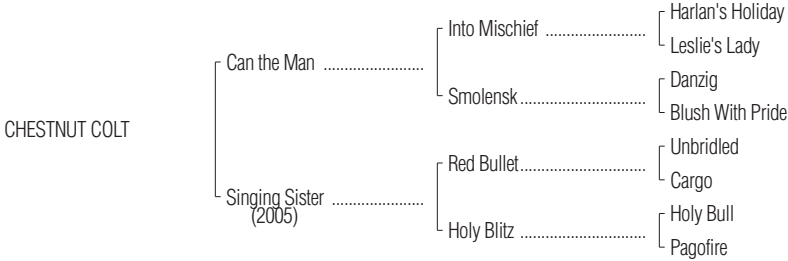 Harlan's Holiday
Into Mischief ........................
Leslie's Lady
Can the Man ........................
Danzig
Smolensk..............................
Blush With Pride
CHESTNUT COLT
Unbridled
Red Bullet..............................
Cargo
Singing Sister ......................
(2005)
Holy Bull
Holy Blitz ..............................
Pagofire